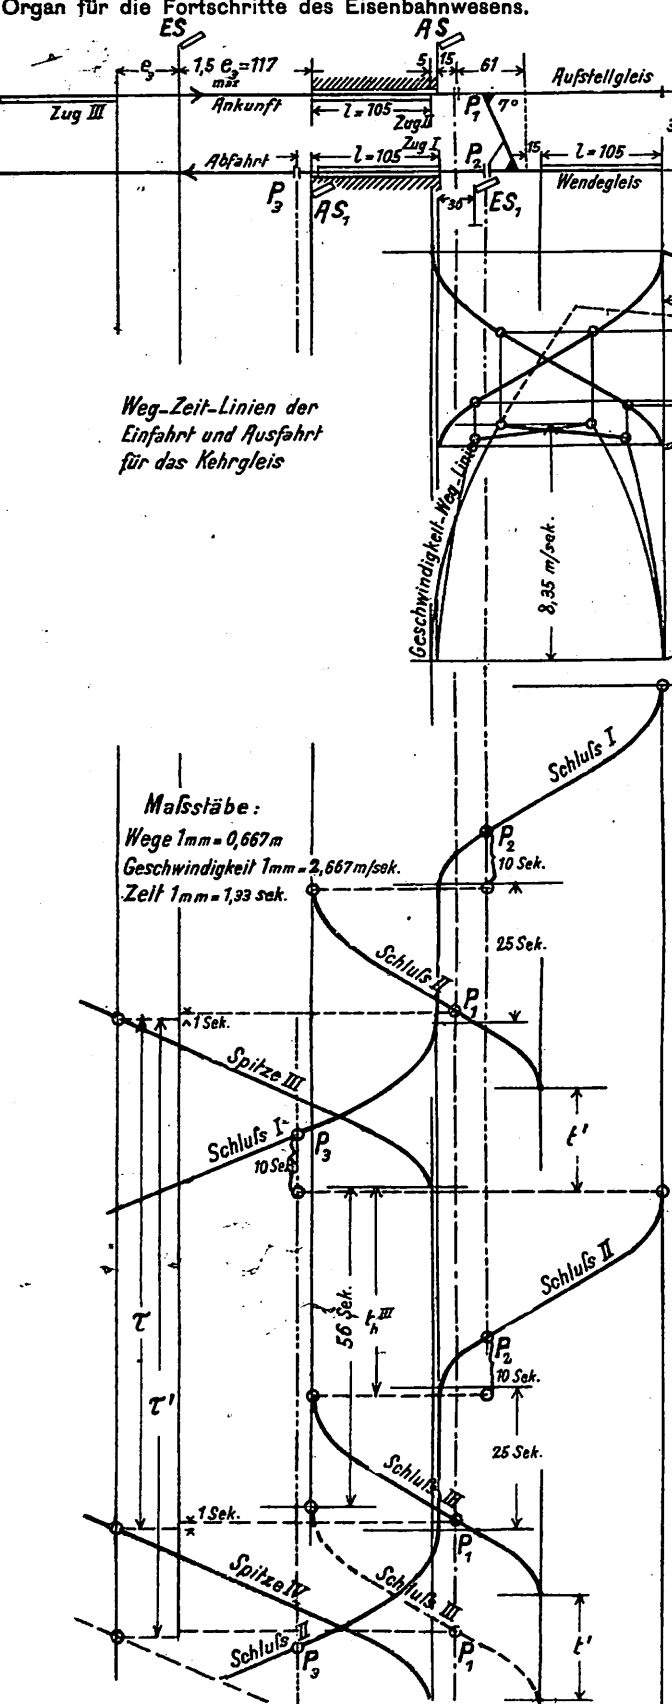 Organ für die Fortschritte des Eisenbahnwesens.
ES AS
e₃ 1,5 e₃ = 117 5 15 61
max
Ankunft Aufstellgleis
Zug III l = 105 P₁ 7°
Zug II
Zug I
Abfahrt l = 105 P₂ 15 l = 105
Wendegleis
P₃ AS₁ 36 ES₁
Weg-Zeit-Linien der
Einfahrt und Ausfahrt
für das Kehrgleis
Geschwindigkeit-Weg-Linie
8,35 m/sek.
Schluſs I
Maſsstäbe:
Wege 1mm = 0,667 m
Geschwindigkeit 1mm = 2,667 m/sek.
Zeit 1mm = 1,33 sek.
P₂
10 Sek.
25 Sek.
Schluſs II
P₁
1 Sek.
Spitze III
Schluſs I
P₃
10 Sek.
t'
Schluſs II
τ
56 Sek.
tₕ III
P₂
10 Sek.
τ'
25 Sek.
Schluſs III
1 Sek.
P₁
Spitze IV
Schluſs III
Schluſs II
P₃
P₁
t'